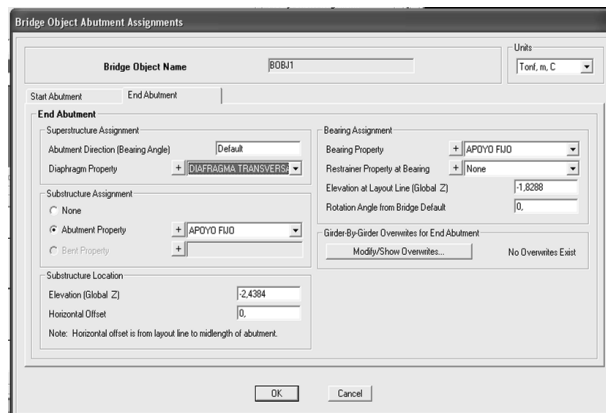 Bridge Object Abutment Assignments
Units
Bridge Object Name BOBJ1 Tonf, m, C
Start Abutment End Abutment
End Abutment
Superstructure Assignment
Abutment Direction (Bearing Angle) Default
Diaphragm Property + DIAFRAGMA TRANSVERSA
Substructure Assignment
None
Abutment Property + APOYO FIJO
Bent Property +
Substructure Location
Elevation (Global Z) -2,4384
Horizontal Offset 0,
Note: Horizontal offset is from layout line to midlength of abutment.
Bearing Assignment
Bearing Property + APOYO FIJO
Restrainer Property at Bearing + None
Elevation at Layout Line (Global Z) -1,8288
Rotation Angle from Bridge Default 0,
Girder-By-Girder Overwrites for End Abutment
Modify/Show Overwrites... No Overwrites Exist
OK Cancel